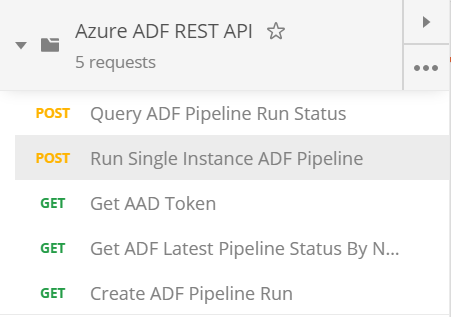 Azure ADF REST API
5 requests
POST Query ADF Pipeline Run Status
POST Run Single Instance ADF Pipeline
GET Get AAD Token
GET Get ADF Latest Pipeline Status By N...
GET Create ADF Pipeline Run